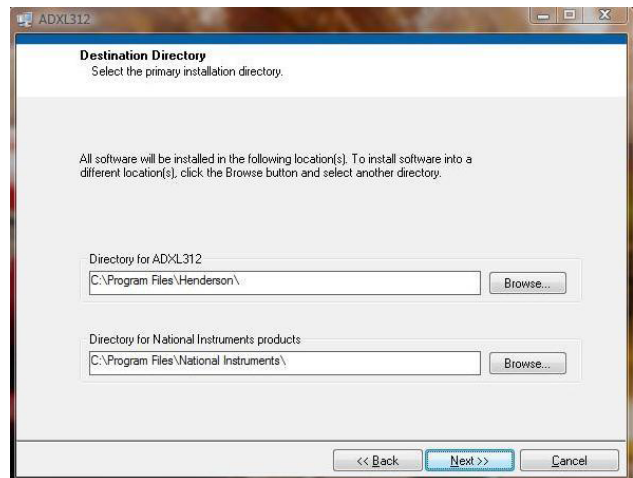 ADXL312
Destination Directory
Select the primary installation directory.
All software will be installed in the following location(s). To install software into a
different location(s), click the Browse button and select another directory.
Directory for ADXL312
C:\Program Files\Henderson\
Browse...
Directory for National Instruments products
C:\Program Files\National Instruments\
Browse...
<< Back
Next >>
Cancel